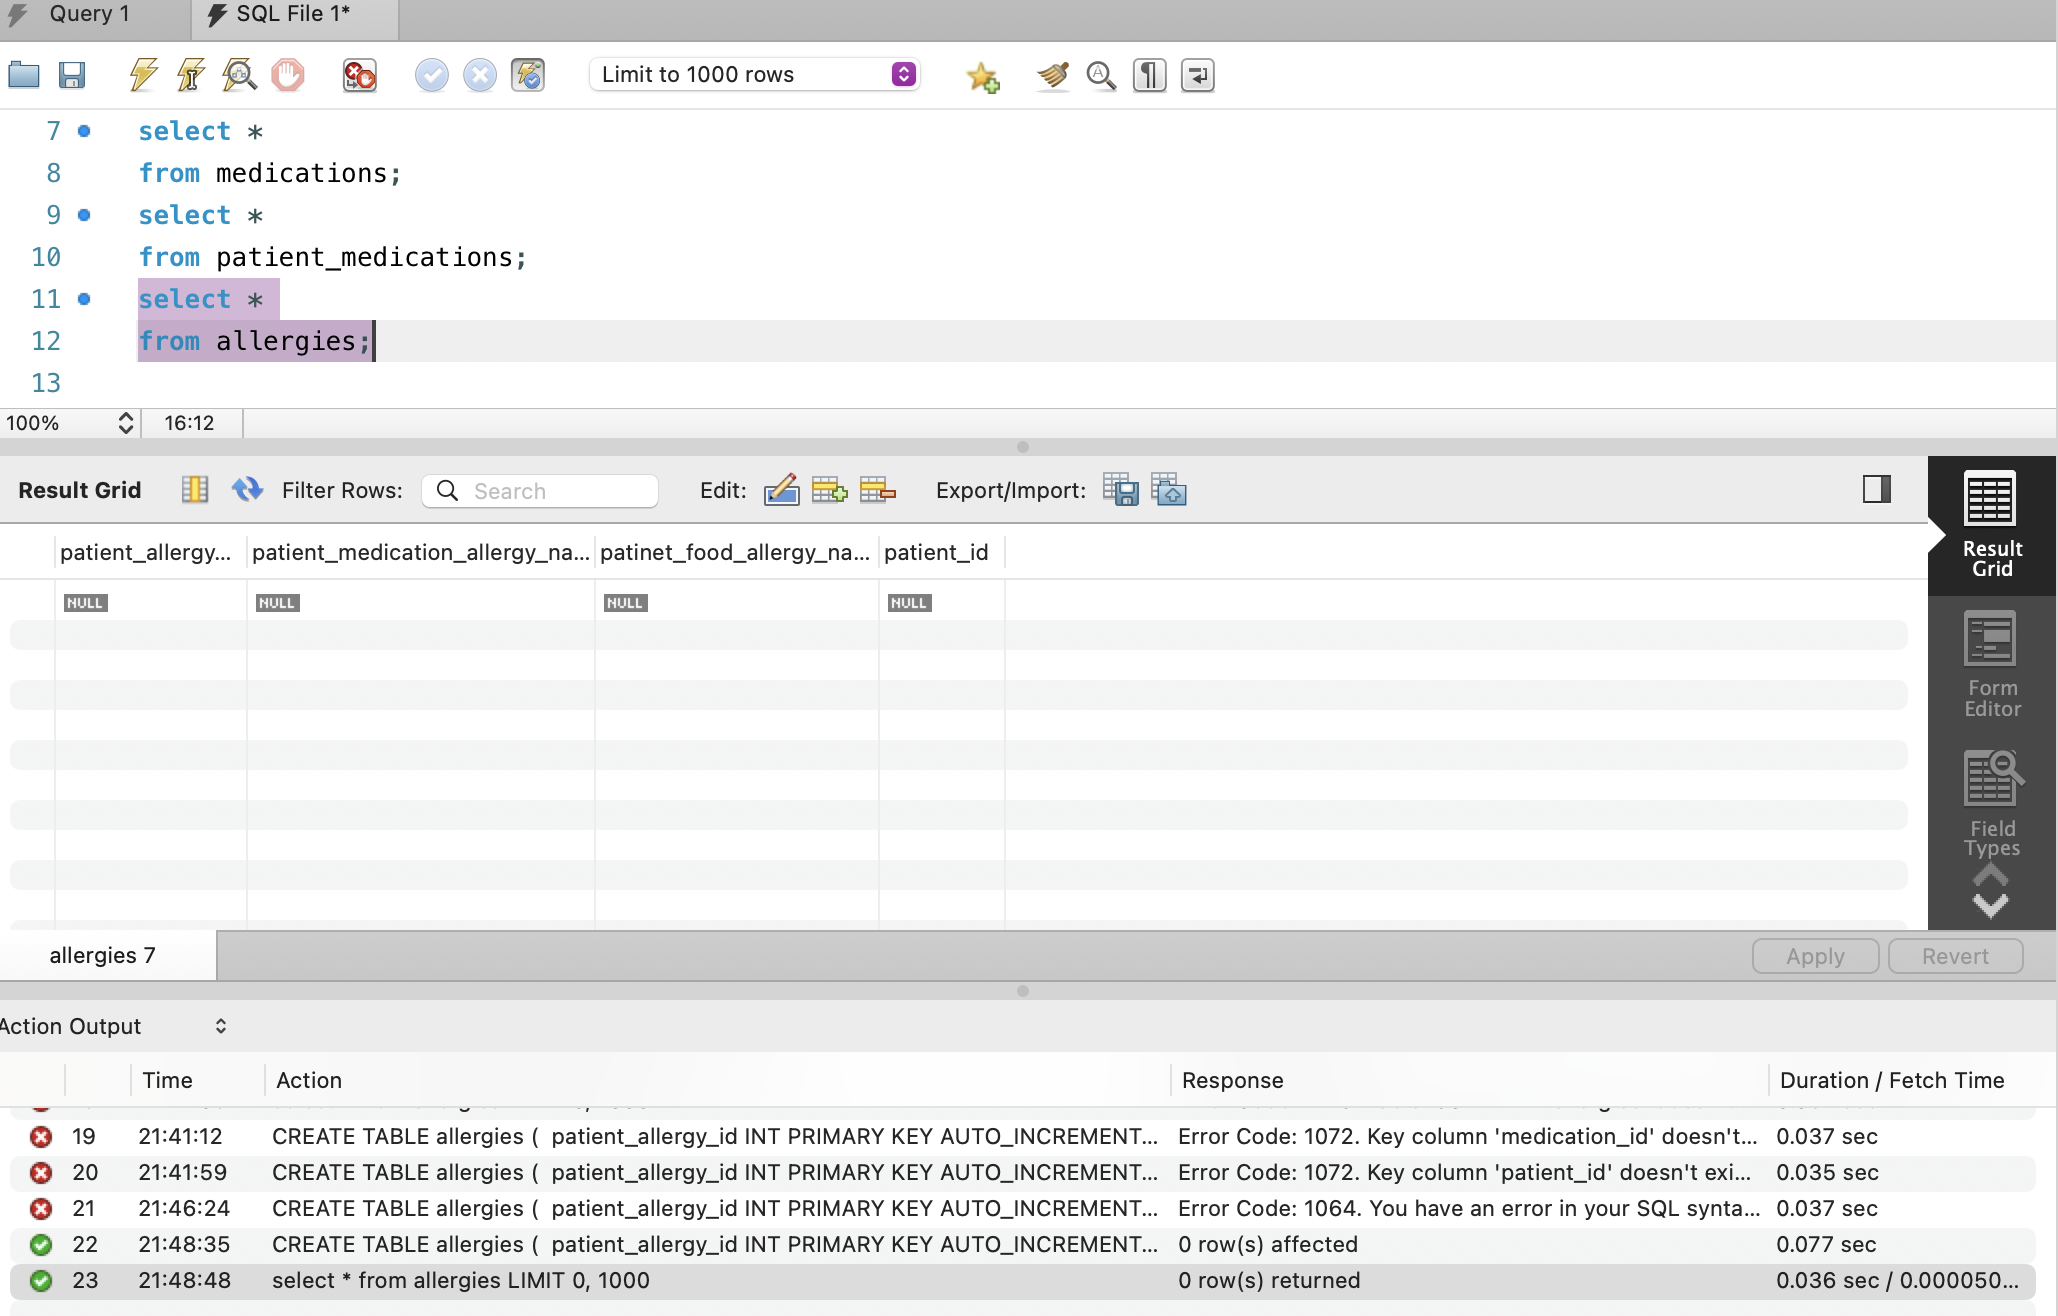 Query 1
SQL File 1*
Limit to 1000 rows
7 select *
8 from medications;
9 select *
10 from patient_medications;
11 select *
12 from allergies;
13
100% 16:12
Result Grid Filter Rows: Search Edit: Export/Import:
patient_allergy... patient_medication_allergy_na... patinet_food_allergy_na... patient_id
NULL NULL NULL NULL
Result
Grid
Form
Editor
Field
Types
allergies 7
Apply Revert
Action Output
Time Action Response Duration / Fetch Time
19 21:41:12 CREATE TABLE allergies ( patient_allergy_id INT PRIMARY KEY AUTO_INCREMENT... Error Code: 1072. Key column 'medication_id' doesn't... 0.037 sec
20 21:41:59 CREATE TABLE allergies ( patient_allergy_id INT PRIMARY KEY AUTO_INCREMENT... Error Code: 1072. Key column 'patient_id' doesn't exi... 0.035 sec
21 21:46:24 CREATE TABLE allergies ( patient_allergy_id INT PRIMARY KEY AUTO_INCREMENT... Error Code: 1064. You have an error in your SQL synta... 0.037 sec
22 21:48:35 CREATE TABLE allergies ( patient_allergy_id INT PRIMARY KEY AUTO_INCREMENT... 0 row(s) affected 0.077 sec
23 21:48:48 select * from allergies LIMIT 0, 1000 0 row(s) returned 0.036 sec / 0.000050...